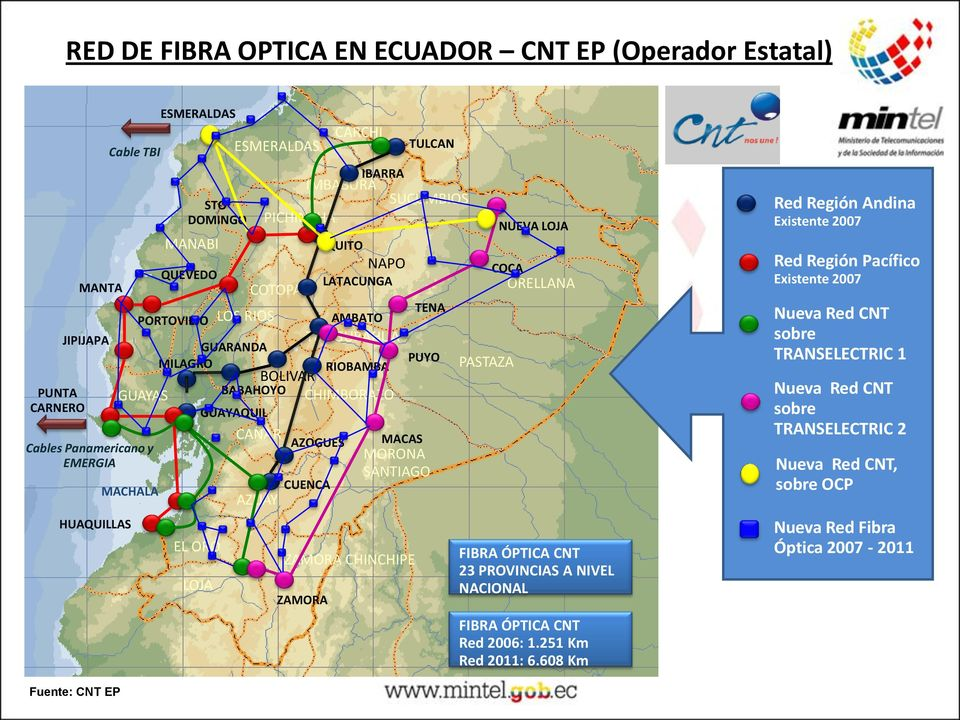 RED DE FIBRA OPTICA EN ECUADOR – CNT EP (Operador Estatal)
ESMERALDAS
Cable TBI
ESMERALDAS
CARCHI
TULCAN
IBARRA
IMBABURA
SUCUMBIOS
STO
DOMINGO
PICHINCHA
NUEVA LOJA
MANABI
QUITO
NAPO
QUEVEDO
COCA
MANTA
LATACUNGA
ORELLANA
COTOPAXI
TENA
PORTOVIEJO
LOS RIOS
AMBATO
JIPIJAPA
GUARANDA
PUYO
PASTAZA
MILAGRO
RIOBAMBA
BOLIVAR
PUNTA
CARNERO
GUAYAS
BABAHOYO
CHIMBORAZO
GUAYAQUIL
CAÑAR
AZOGUES
MACAS
Cables Panamericano y
EMERGIA
MORONA
SANTIAGO
MACHALA
CUENCA
AZUAY
HUAQUILLAS
EL ORO
ZAMORA CHINCHIPE
LOJA
ZAMORA
FIBRA ÓPTICA CNT
23 PROVINCIAS A NIVEL
NACIONAL
FIBRA ÓPTICA CNT
Red 2006: 1.251 Km
Red 2011: 6.608 Km
Cnt
nos une !
mintel
Ministerio de Telecomunicaciones
y de la Sociedad de la Información
Red Región Andina
Existente 2007
Red Región Pacífico
Existente 2007
Nueva Red CNT
sobre
TRANSELECTRIC 1
Nueva Red CNT
sobre
TRANSELECTRIC 2
Nueva Red CNT,
sobre OCP
Nueva Red Fibra
Óptica 2007 - 2011
Fuente: CNT EP
www.mintel.gob.ec